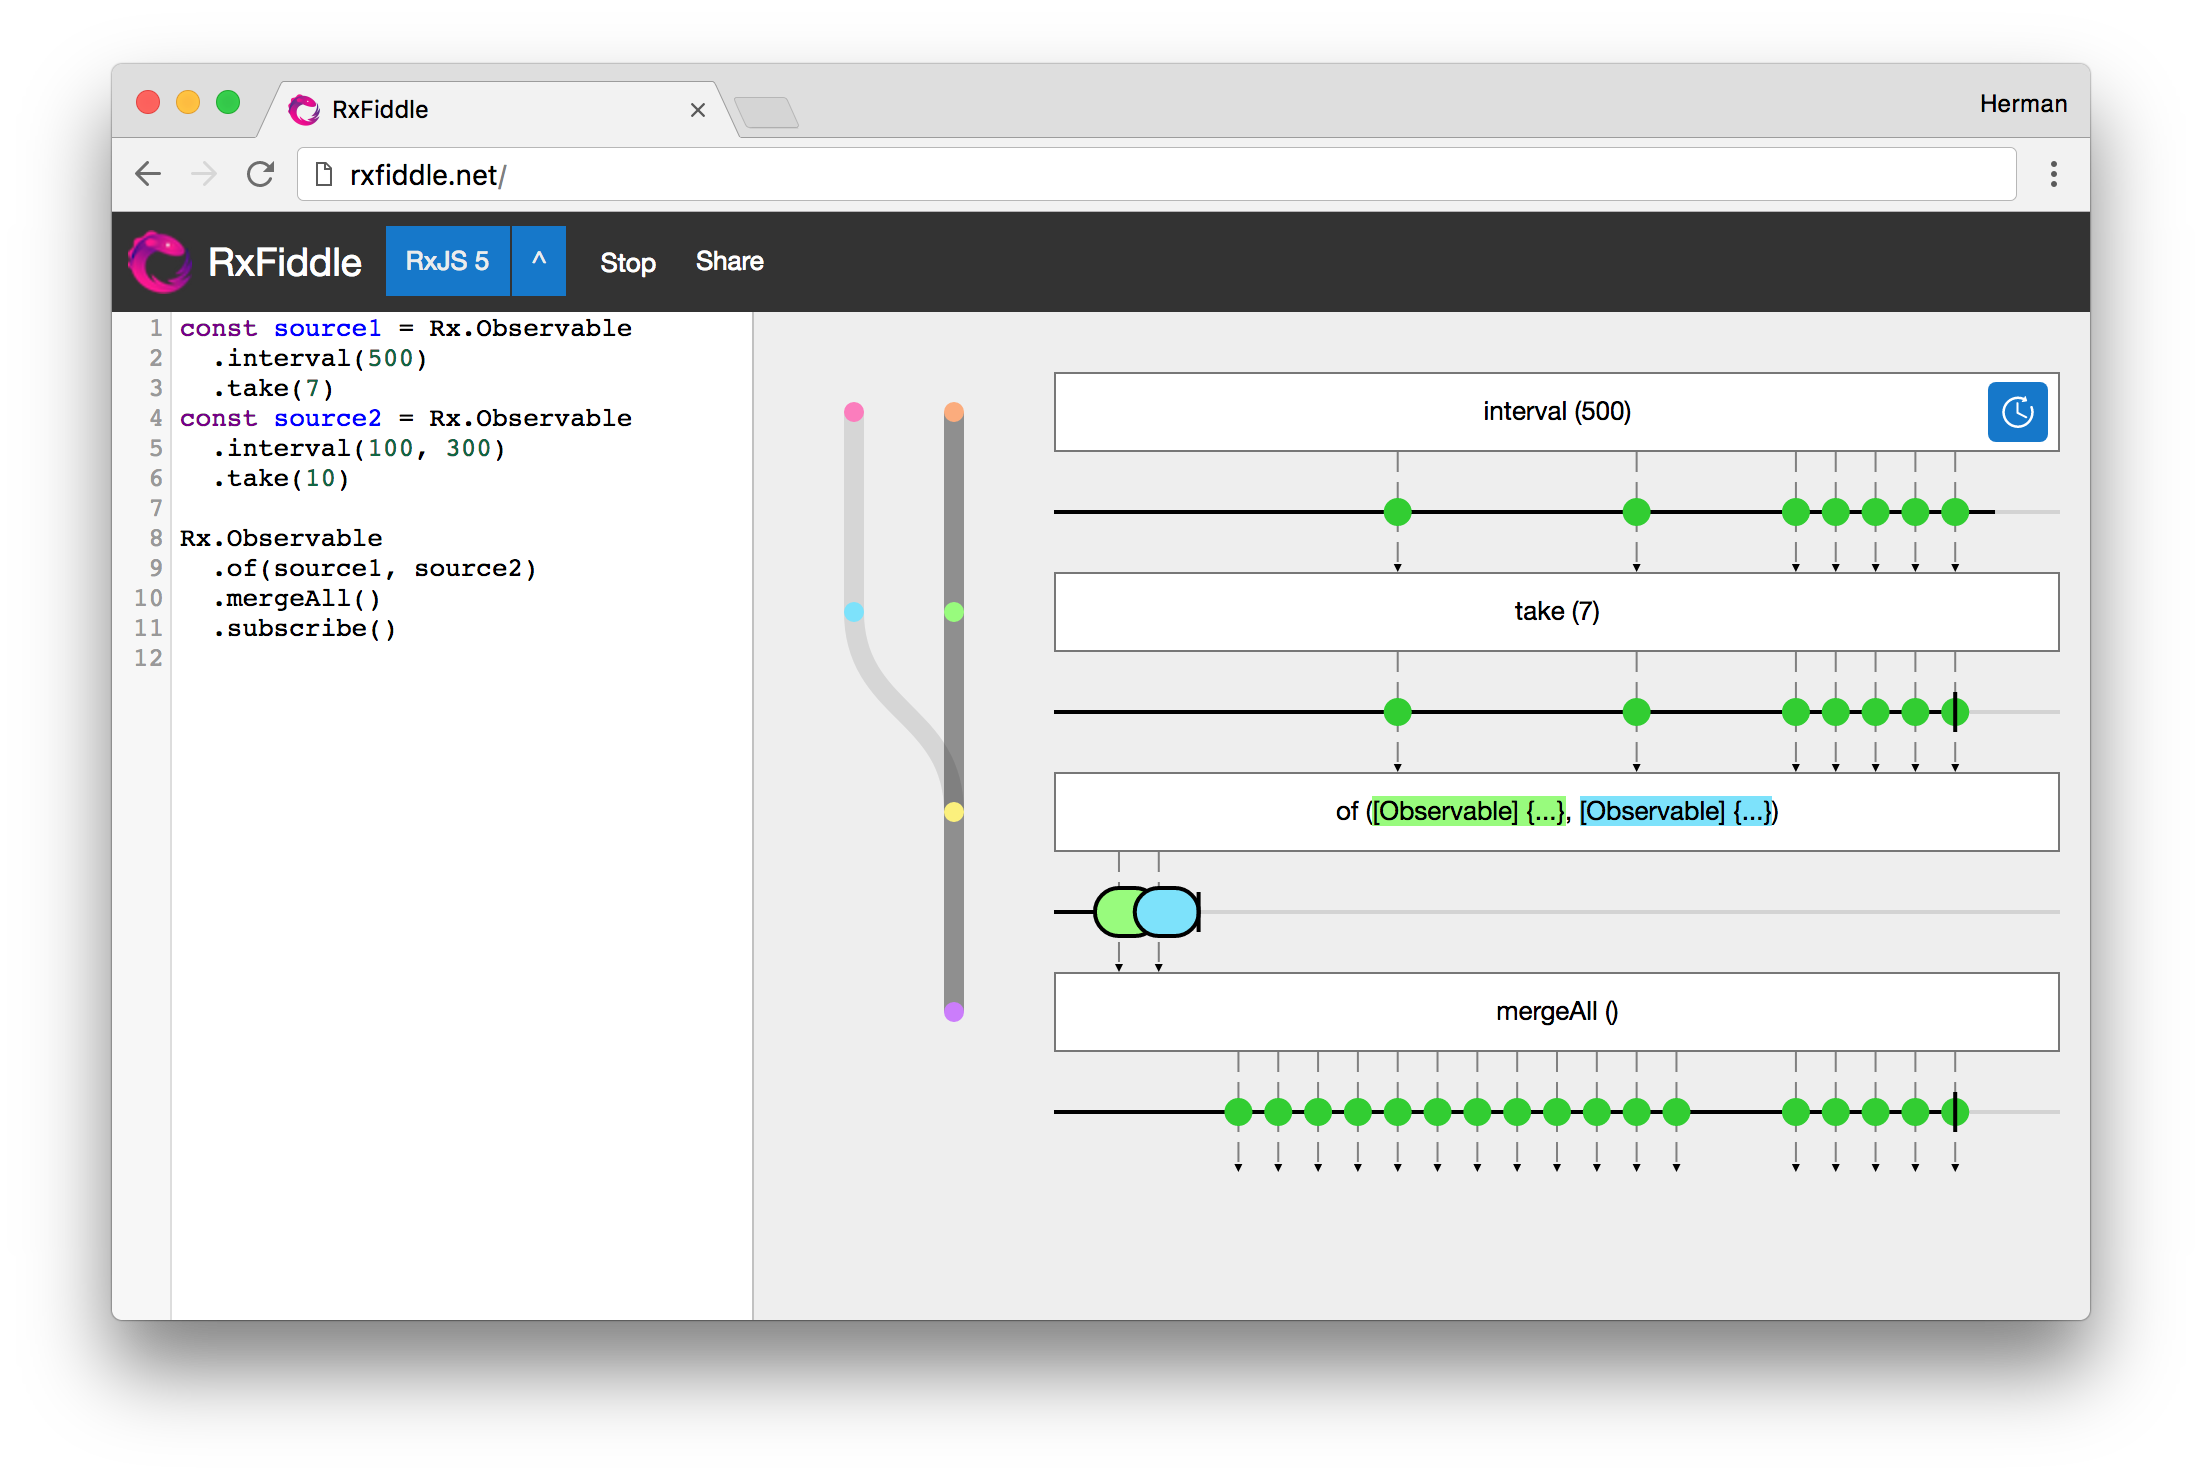 RxFiddle
Herman
rxfiddle.net/
RxFiddle
RxJS 5
^
Stop
Share
1 const source1 = Rx.Observable
2 .interval(500)
3 .take(7)
4 const source2 = Rx.Observable
5 .interval(100, 300)
6 .take(10)
7
8 Rx.Observable
9 .of(source1, source2)
10 .mergeAll()
11 .subscribe()
12
interval (500)
take (7)
of ([Observable] {...}, [Observable] {...})
mergeAll ()